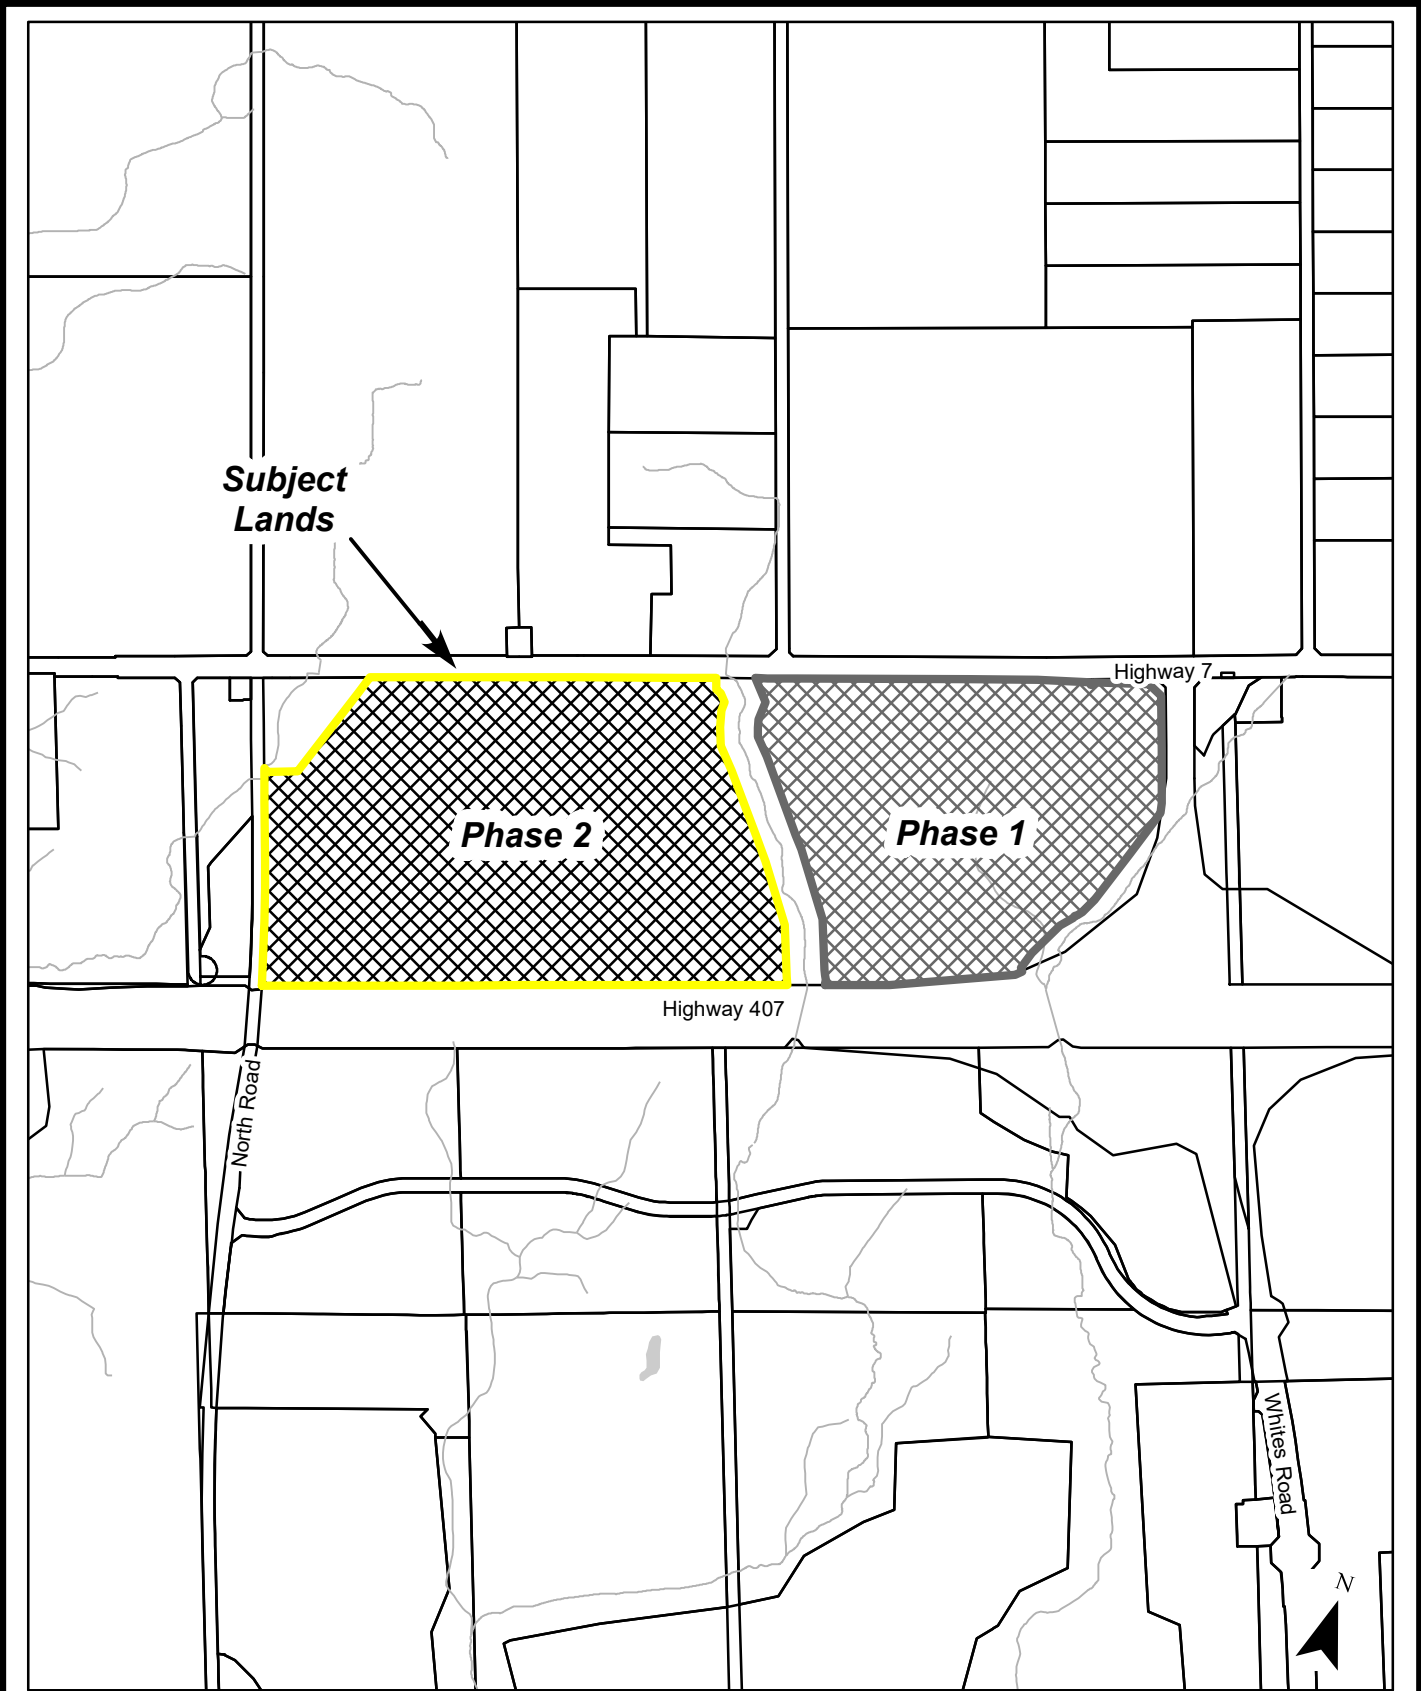 Subject
Lands
Highway 7
Phase 2
Phase 1
Highway 407
North Road
Whites Road
N